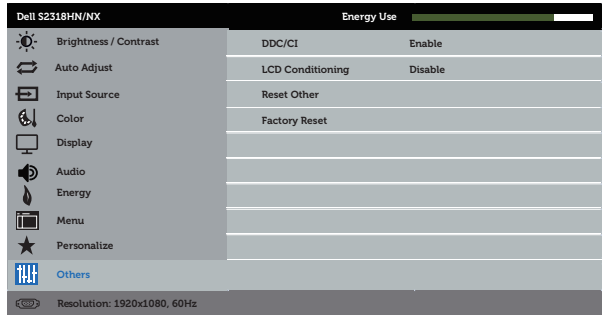 Dell S2318HN/NX Energy Use
Brightness / Contrast DDC/CI Enable
Auto Adjust LCD Conditioning Disable
Input Source Reset Other
Color Factory Reset
Display
Audio
Energy
Menu
Personalize
Others
Resolution: 1920x1080, 60Hz